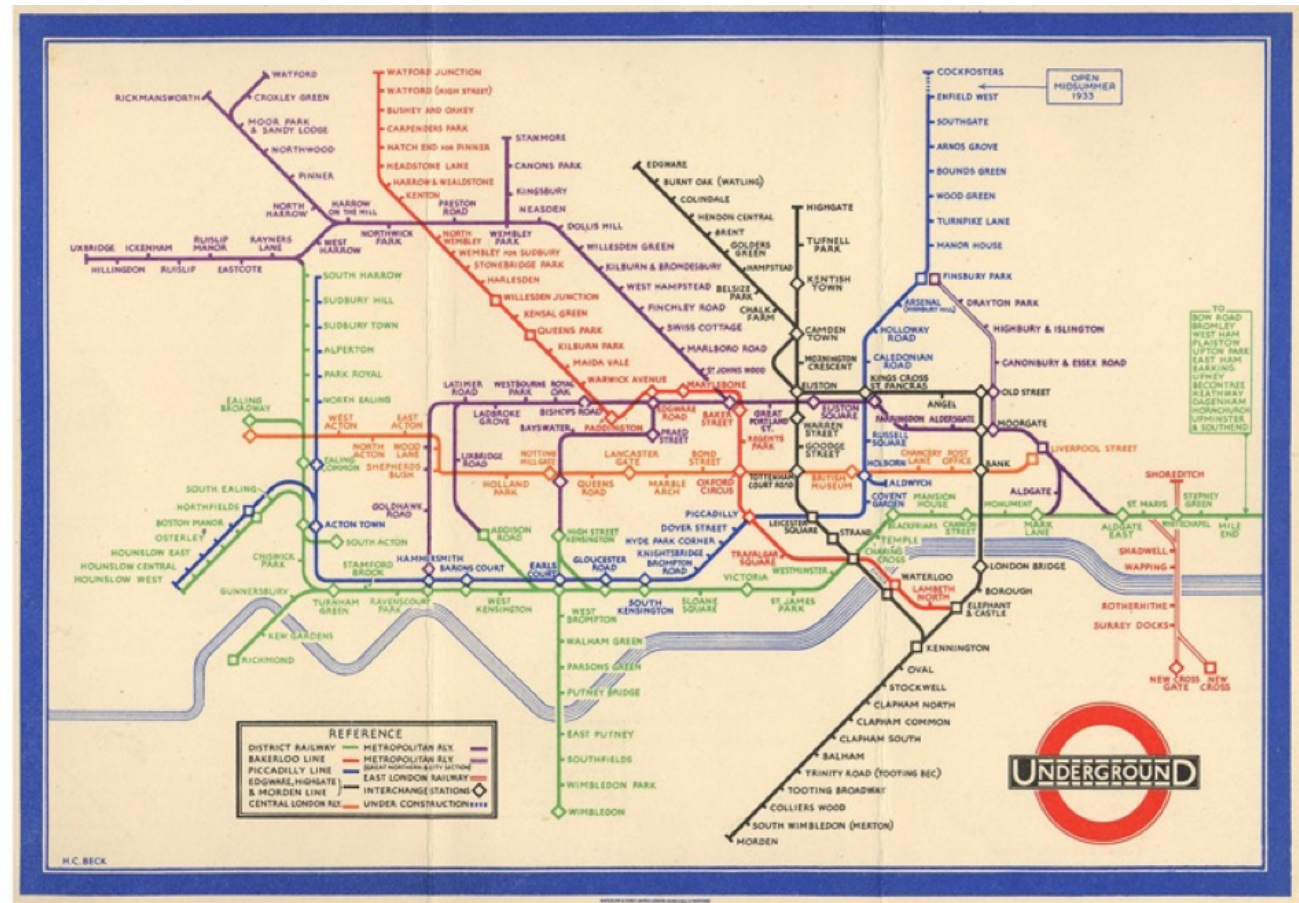 WATFORD
RICKMANSWORTH
CROXLEY GREEN
MOOR PARK
& SANDY LODGE
NORTHWOOD
PINNER
NORTH
HARROW
HARROW
ON THE HILL
NORTHWICK
PARK
PRESTON
ROAD
WEMBLEY
PARK
STANMORE
CANONS PARK
KINGSBURY
NEASDEN
DOLLIS HILL
WILLESDEN GREEN
KILBURN & BRONDESBURY
WEST HAMPSTEAD
FINCHLEY ROAD
SWISS COTTAGE
MARLBORO ROAD
ST JOHNS WOOD
UXBRIDGE
ICKENHAM
RUISLIP
MANOR
RAYNERS
LANE
WEST
HARROW
HILLINGDON
RUISLIP
EASTCOTE
WATFORD JUNCTION
WATFORD (HIGH STREET)
BUSHEY AND OXHEY
CARPENDERS PARK
HATCH END FOR PINNER
HEADSTONE LANE
HARROW & WEALDSTONE
KENTON
NORTH
WEMBLEY
WEMBLEY FOR SUDBURY
STONEBRIDGE PARK
HARLESDEN
WILLESDEN JUNCTION
KENSAL GREEN
QUEENS PARK
KILBURN PARK
MAIDA VALE
WARWICK AVENUE
PADDINGTON
EDGWARE
ROAD
MARYLEBONE
BAKER
STREET
REGENTS
PARK
OXFORD
CIRCUS
EDGWARE
BURNT OAK (WATLING)
COLINDALE
HENDON CENTRAL
BRENT
GOLDERS
GREEN
HAMPSTEAD
BELSIZE
PARK
CHALK
FARM
HIGHGATE
TUFNELL
PARK
KENTISH
TOWN
CAMDEN
TOWN
MORNINGTON
CRESCENT
EUSTON
WARREN
STREET
GOODGE
STREET
TOTTENHAM
COURT ROAD
LEICESTER
SQUARE
STRAND
CHARING
CROSS
COCKFOSTERS
OPEN
MIDSUMMER
1933
ENFIELD WEST
SOUTHGATE
ARNOS GROVE
BOUNDS GREEN
WOOD GREEN
TURNPIKE LANE
MANOR HOUSE
FINSBURY PARK
ARSENAL
(HIGHBURY HILL)
HOLLOWAY
ROAD
CALEDONIAN
ROAD
KINGS CROSS
ST. PANCRAS
RUSSELL
SQUARE
HOLBORN
ALDWYCH
COVENT
GARDEN
DRAYTON PARK
HIGHBURY & ISLINGTON
CANONBURY & ESSEX ROAD
OLD STREET
ANGEL
MOORGATE
TO
BOW ROAD
BROMLEY
WEST HAM
PLAISTOW
UPTON PARK
EAST HAM
BARKING
UPNEY
BECONTREE
HEATHWAY
DAGENHAM
HORNCHURCH
UPMINSTER
& SOUTHEND
SOUTH HARROW
SUDBURY HILL
SUDBURY TOWN
ALPERTON
PARK ROYAL
NORTH EALING
EALING
BROADWAY
EALING
COMMON
WEST
ACTON
EAST
ACTON
NORTH
ACTON
WOOD
LANE
SHEPHERDS
BUSH
GOLDHAWK
ROAD
LATIMER
ROAD
WESTBOURNE
PARK
ROYAL
OAK
LADBROKE
GROVE
BISHOPS ROAD
BAYSWATER
PRAED
STREET
UXBRIDGE
ROAD
GREAT
PORTLAND
ST.
EUSTON
SQUARE
FARRINGDON
ALDERSGATE
LIVERPOOL STREET
HOLLAND
PARK
NOTTING
HILL GATE
QUEENS
ROAD
LANCASTER
GATE
MARBLE
ARCH
BOND
STREET
BRITISH
MUSEUM
CHANCERY
LANE
POST
OFFICE
BANK
ALDGATE
SOUTH EALING
NORTHFIELDS
BOSTON MANOR
OSTERLEY
HOUNSLOW EAST
HOUNSLOW CENTRAL
HOUNSLOW WEST
ACTON TOWN
SOUTH ACTON
CHISWICK
PARK
GUNNERSBURY
KEW GARDENS
RICHMOND
TURNHAM
GREEN
STAMFORD
BROOK
RAVENSCOURT
PARK
HAMMERSMITH
BARONS COURT
WEST
KENSINGTON
ADDISON
ROAD
EARLS
COURT
HIGH STREET
KENSINGTON
GLOUCESTER
ROAD
SOUTH
KENSINGTON
PICCADILLY
DOVER STREET
HYDE PARK CORNER
KNIGHTSBRIDGE
BROMPTON
ROAD
SLOANE
SQUARE
VICTORIA
ST. JAMES
PARK
WESTMINSTER
TRAFALGAR
SQUARE
TEMPLE
BLACKFRIARS
MANSION
HOUSE
CANNON
STREET
MONUMENT
MARK
LANE
ALDGATE
EAST
ST. MARYS
WHITECHAPEL
STEPNEY
GREEN
MILE
END
SHOREDITCH
SHADWELL
WAPPING
ROTHERHITHE
SURREY DOCKS
NEW CROSS
GATE
NEW
CROSS
WATERLOO
LAMBETH
NORTH
LONDON BRIDGE
BOROUGH
ELEPHANT
& CASTLE
KENNINGTON
OVAL
STOCKWELL
CLAPHAM NORTH
CLAPHAM COMMON
CLAPHAM SOUTH
BALHAM
TRINITY ROAD (TOOTING BEC)
TOOTING BROADWAY
COLLIERS WOOD
SOUTH WIMBLEDON (MERTON)
MORDEN
WEST
BROMPTON
WALHAM GREEN
PARSONS GREEN
PUTNEY BRIDGE
EAST PUTNEY
SOUTHFIELDS
WIMBLEDON PARK
WIMBLEDON
REFERENCE
DISTRICT RAILWAY
BAKERLOO LINE
PICCADILLY LINE
EDGWARE, HIGHGATE
& MORDEN LINE
CENTRAL LONDON RLY.
METROPOLITAN RLY.
METROPOLITAN RLY.
(GREAT NORTHERN & CITY SECTION)
EAST LONDON RAILWAY
INTERCHANGE STATIONS
UNDER CONSTRUCTION
UNDERGROUND
H.C. BECK